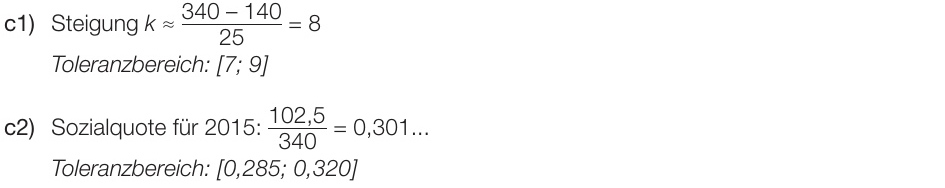 c1) Steigung k ≈ (340 – 140)/25 = 8
Toleranzbereich: [7; 9]
c2) Sozialquote für 2015: 102,5/340 = 0,301...
Toleranzbereich: [0,285; 0,320]